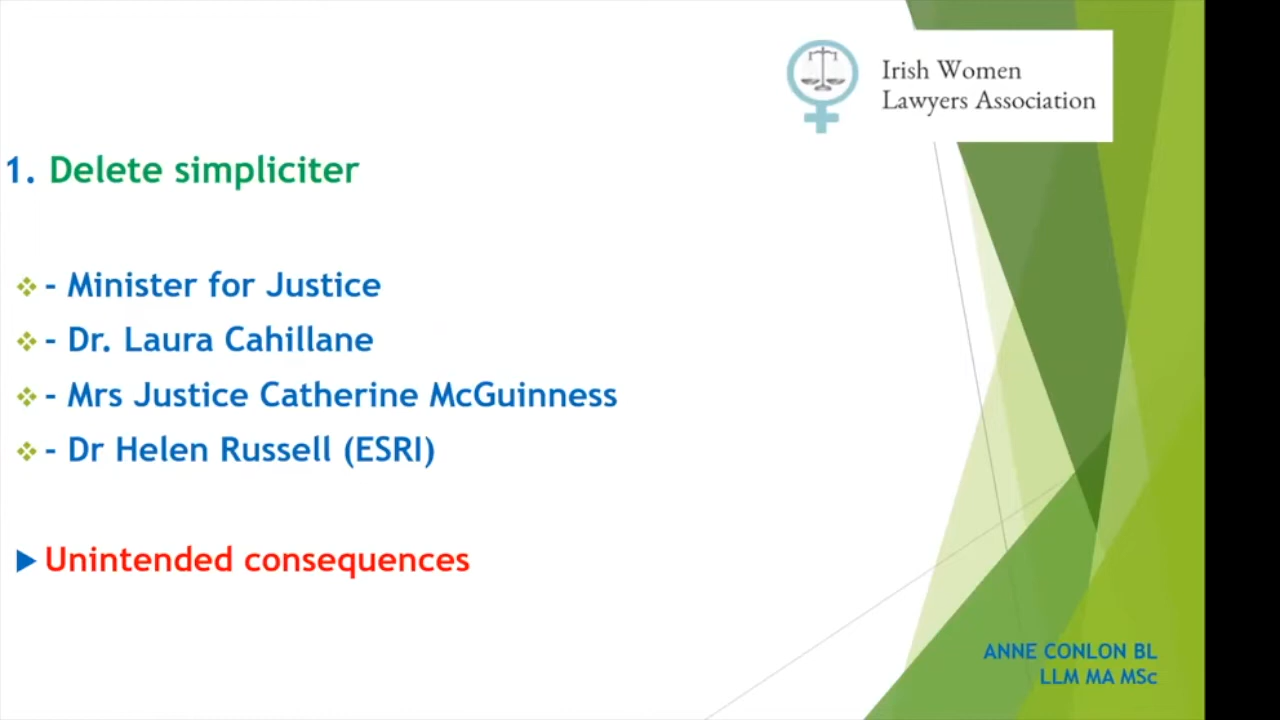 Irish Women
Lawyers Association
1. Delete simpliciter
- Minister for Justice
- Dr. Laura Cahillane
- Mrs Justice Catherine McGuinness
- Dr Helen Russell (ESRI)
Unintended consequences
ANNE CONLON BL
LLM MA MSc